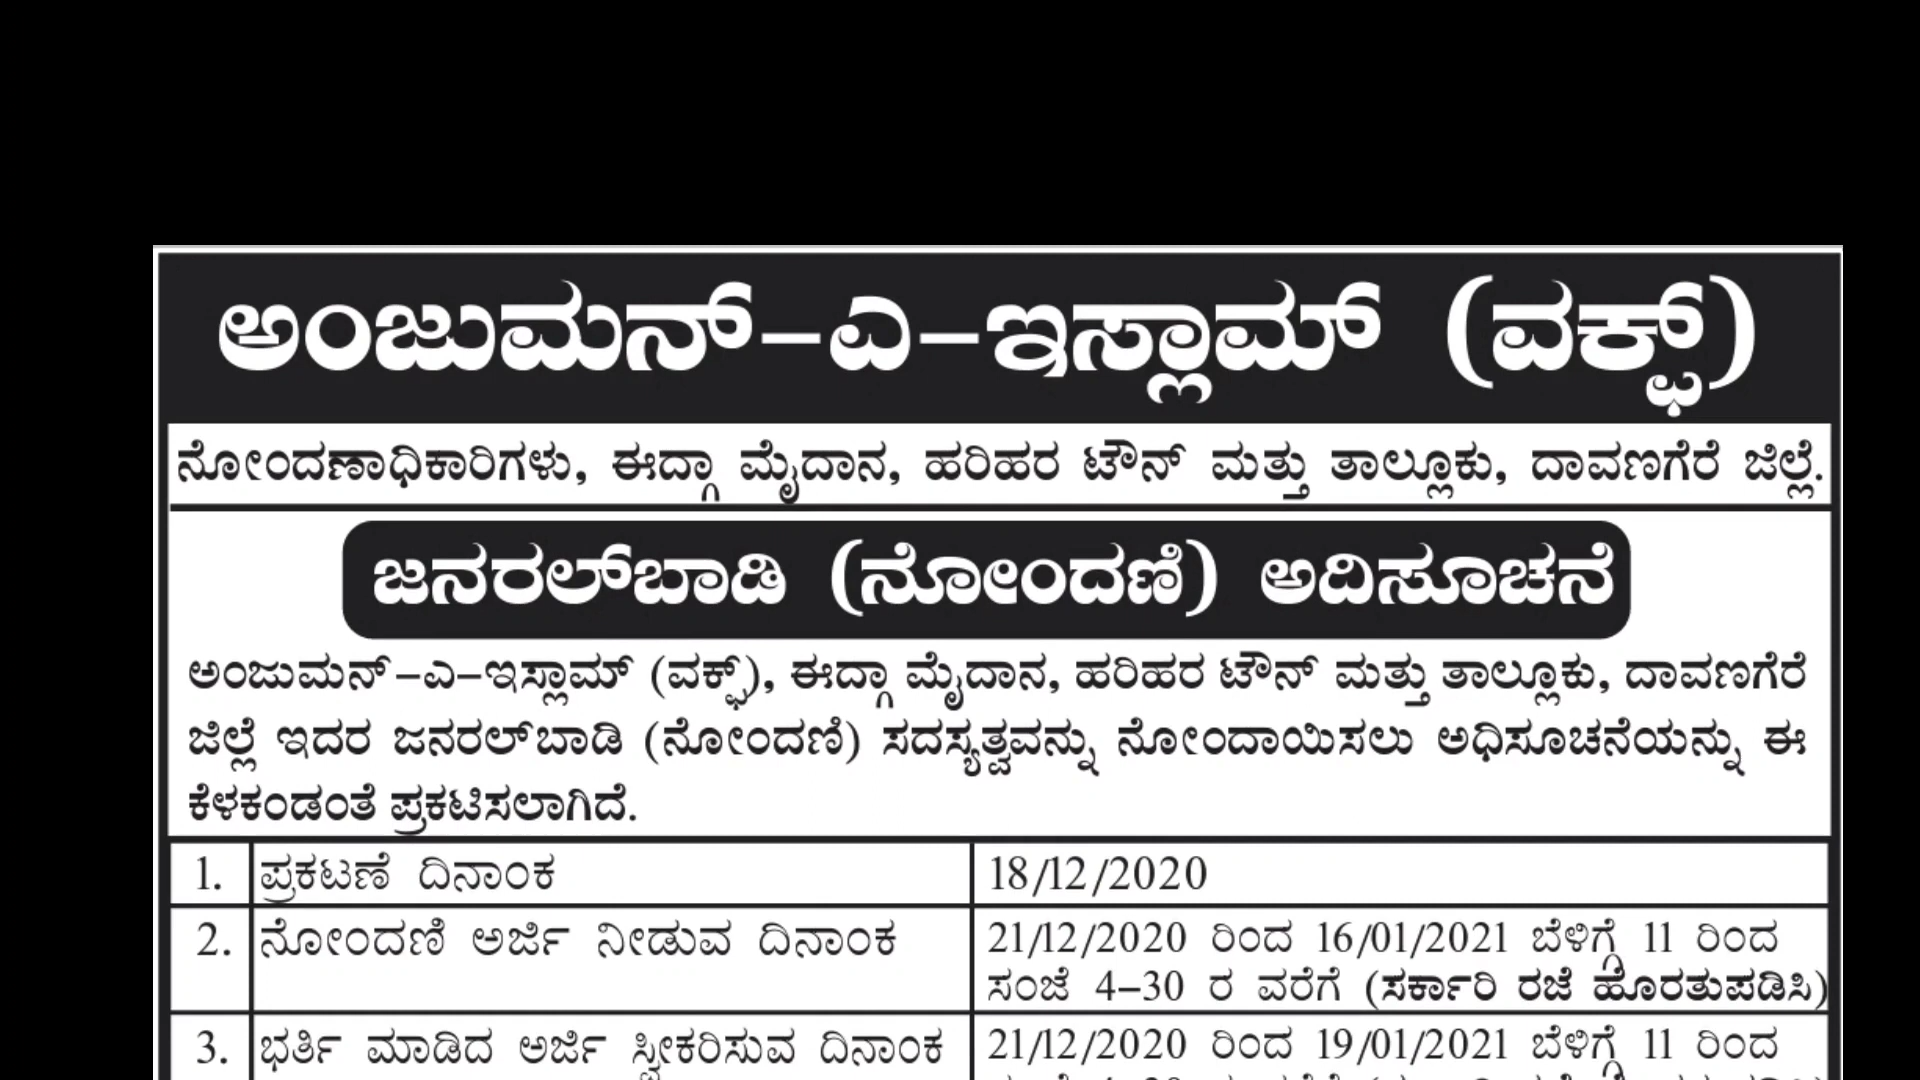 ಅಂಜುಮನ್–ಎ–ಇಸ್ಲಾಮ್ (ವಕ್ಫ್)
ನೋಂದಣಾಧಿಕಾರಿಗಳು, ಈದ್ಗಾ ಮೈದಾನ, ಹರಿಹರ ಟೌನ್ ಮತ್ತು ತಾಲ್ಲೂಕು, ದಾವಣಗೆರೆ ಜಿಲ್ಲೆ.
ಜನರಲ್‌ಬಾಡಿ (ನೋಂದಣಿ) ಅದಿಸೂಚನೆ
ಅಂಜುಮನ್–ಎ–ಇಸ್ಲಾಮ್ (ವಕ್ಫ್), ಈದ್ಗಾ ಮೈದಾನ, ಹರಿಹರ ಟೌನ್ ಮತ್ತು ತಾಲ್ಲೂಕು, ದಾವಣಗೆರೆ
ಜಿಲ್ಲೆ ಇದರ ಜನರಲ್‌ಬಾಡಿ (ನೋಂದಣಿ) ಸದಸ್ಯತ್ವವನ್ನು ನೋಂದಾಯಿಸಲು ಅಧಿಸೂಚನೆಯನ್ನು ಈ
ಕೆಳಕಂಡಂತೆ ಪ್ರಕಟಿಸಲಾಗಿದೆ.
1. ಪ್ರಕಟಣೆ ದಿನಾಂಕ 18/12/2020
2. ನೋಂದಣಿ ಅರ್ಜಿ ನೀಡುವ ದಿನಾಂಕ 21/12/2020 ರಿಂದ 16/01/2021 ಬೆಳಿಗ್ಗೆ 11 ರಿಂದ
ಸಂಜೆ 4–30 ರ ವರೆಗೆ (ಸರ್ಕಾರಿ ರಜೆ ಹೊರತುಪಡಿಸಿ)
3. ಭರ್ತಿ ಮಾಡಿದ ಅರ್ಜಿ ಸ್ವೀಕರಿಸುವ ದಿನಾಂಕ 21/12/2020 ರಿಂದ 19/01/2021 ಬೆಳಿಗ್ಗೆ 11 ರಿಂದ